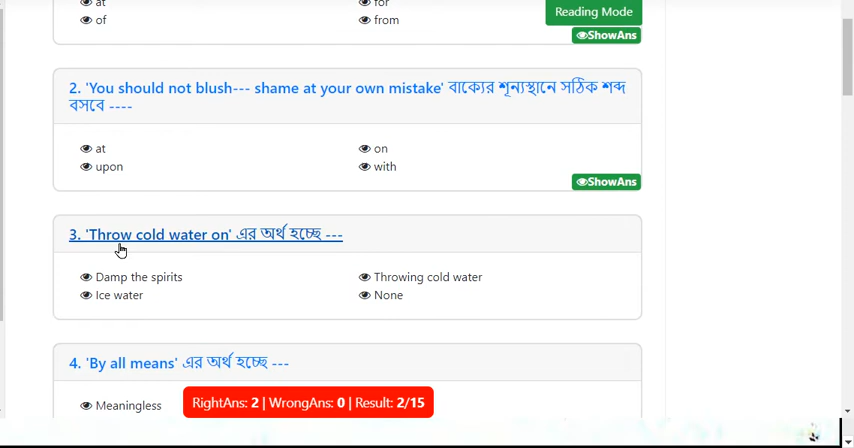 at for
of from
Reading Mode
ShowAns
2. 'You should not blush--- shame at your own mistake' বাক্যের শূন্যস্থানে সঠিক শব্দ
বসবে ----
at on
upon with
ShowAns
3. 'Throw cold water on' এর অর্থ হচ্ছে ---
Damp the spirits Throwing cold water
Ice water None
4. 'By all means' এর অর্থ হচ্ছে ---
Meaningless
RightAns: 2 | WrongAns: 0 | Result: 2/15